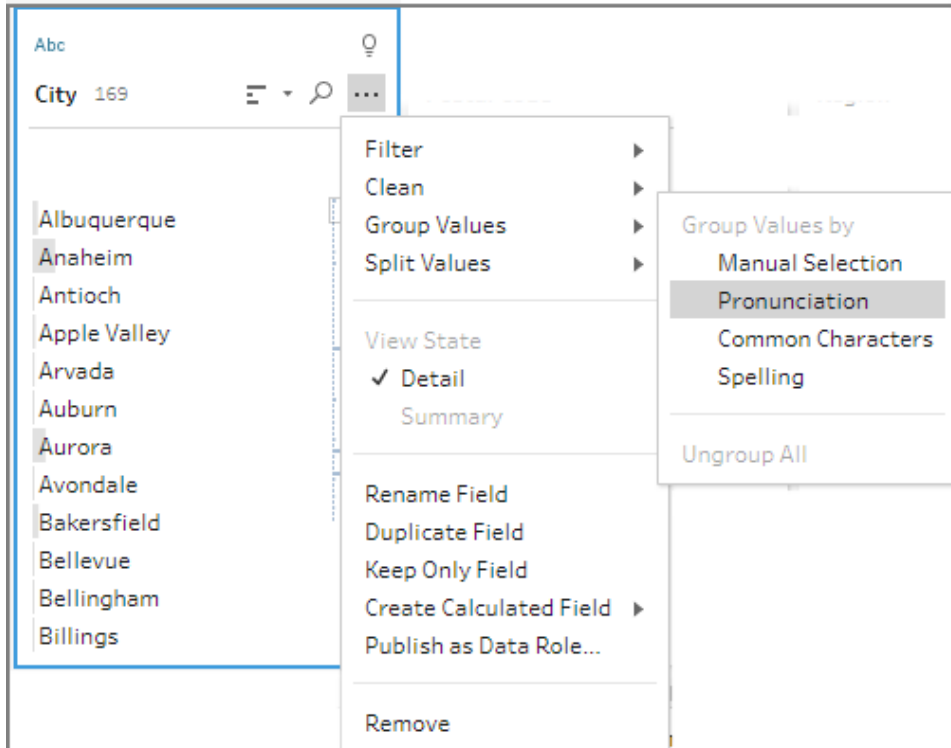 Abc
City 169
Albuquerque
Anaheim
Antioch
Apple Valley
Arvada
Auburn
Aurora
Avondale
Bakersfield
Bellevue
Bellingham
Billings
Filter
Clean
Group Values
Split Values
View State
✓ Detail
Summary
Rename Field
Duplicate Field
Keep Only Field
Create Calculated Field
Publish as Data Role...
Remove
Group Values by
Manual Selection
Pronunciation
Common Characters
Spelling
Ungroup All